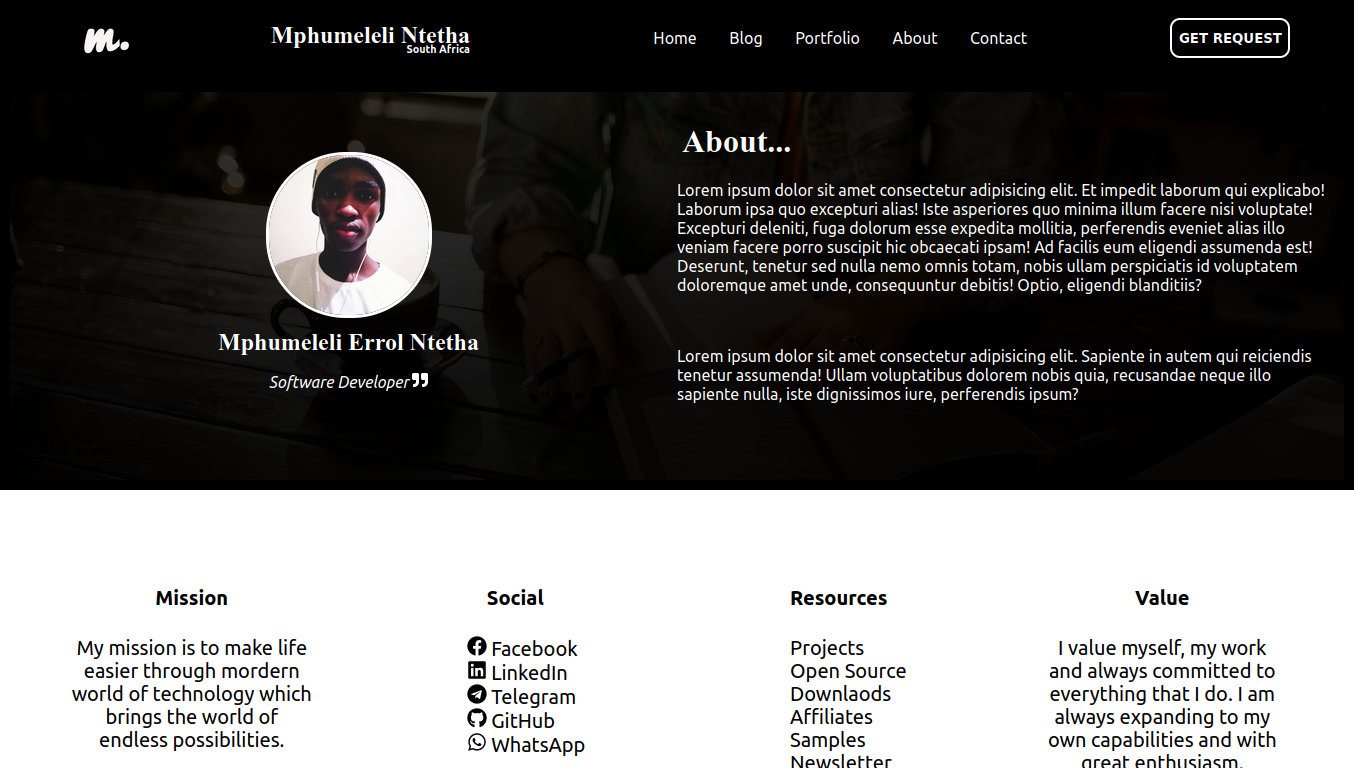 m.
Mphumeleli Ntetha
South Africa
Home Blog Portfolio About Contact
GET REQUEST
Mphumeleli Errol Ntetha
Software Developer❞
About...
Lorem ipsum dolor sit amet consectetur adipisicing elit. Et impedit laborum qui explicabo!
Laborum ipsa quo excepturi alias! Iste asperiores quo minima illum facere nisi voluptate!
Excepturi deleniti, fuga dolorum esse expedita mollitia, perferendis eveniet alias illo
veniam facere porro suscipit hic obcaecati ipsam! Ad facilis eum eligendi assumenda est!
Deserunt, tenetur sed nulla nemo omnis totam, nobis ullam perspiciatis id voluptatem
doloremque amet unde, consequuntur debitis! Optio, eligendi blanditiis?
Lorem ipsum dolor sit amet consectetur adipisicing elit. Sapiente in autem qui reiciendis
tenetur assumenda! Ullam voluptatibus dolorem nobis quia, recusandae neque illo
sapiente nulla, iste dignissimos iure, perferendis ipsum?
Mission
My mission is to make life
easier through mordern
world of technology which
brings the world of
endless possibilities.
Social
Facebook
LinkedIn
Telegram
GitHub
WhatsApp
Resources
Projects
Open Source
Downlaods
Affiliates
Samples
Newsletter
Value
I value myself, my work
and always committed to
everything that I do. I am
always expanding to my
own capabilities and with
great enthusiasm.